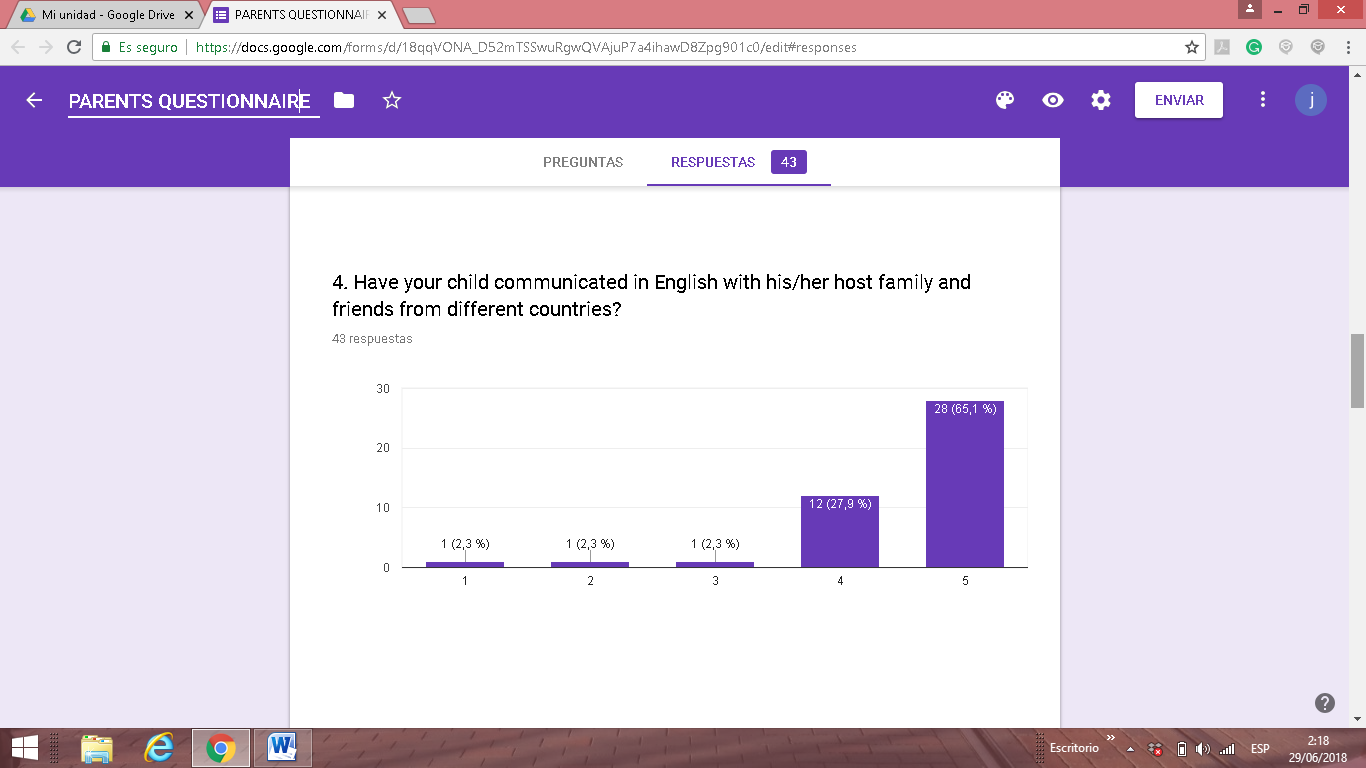 Mi unidad - Google Drive
PARENTS QUESTIONNAIF
Es seguro
https://docs.google.com/forms/d/18qqVONA_D52mTSSwuRgwQVAjuP7a4ihawD8Zpg901c0/edit#responses
PARENTS QUESTIONNAIRE
ENVIAR
j
PREGUNTAS
RESPUESTAS
43
4. Have your child communicated in English with his/her host family and
friends from different countries?
43 respuestas
30
20
10
0
1 (2,3 %)
1 (2,3 %)
1 (2,3 %)
12 (27,9 %)
28 (65,1 %)
1
2
3
4
5
Escritorio
ESP
2:18
29/06/2018